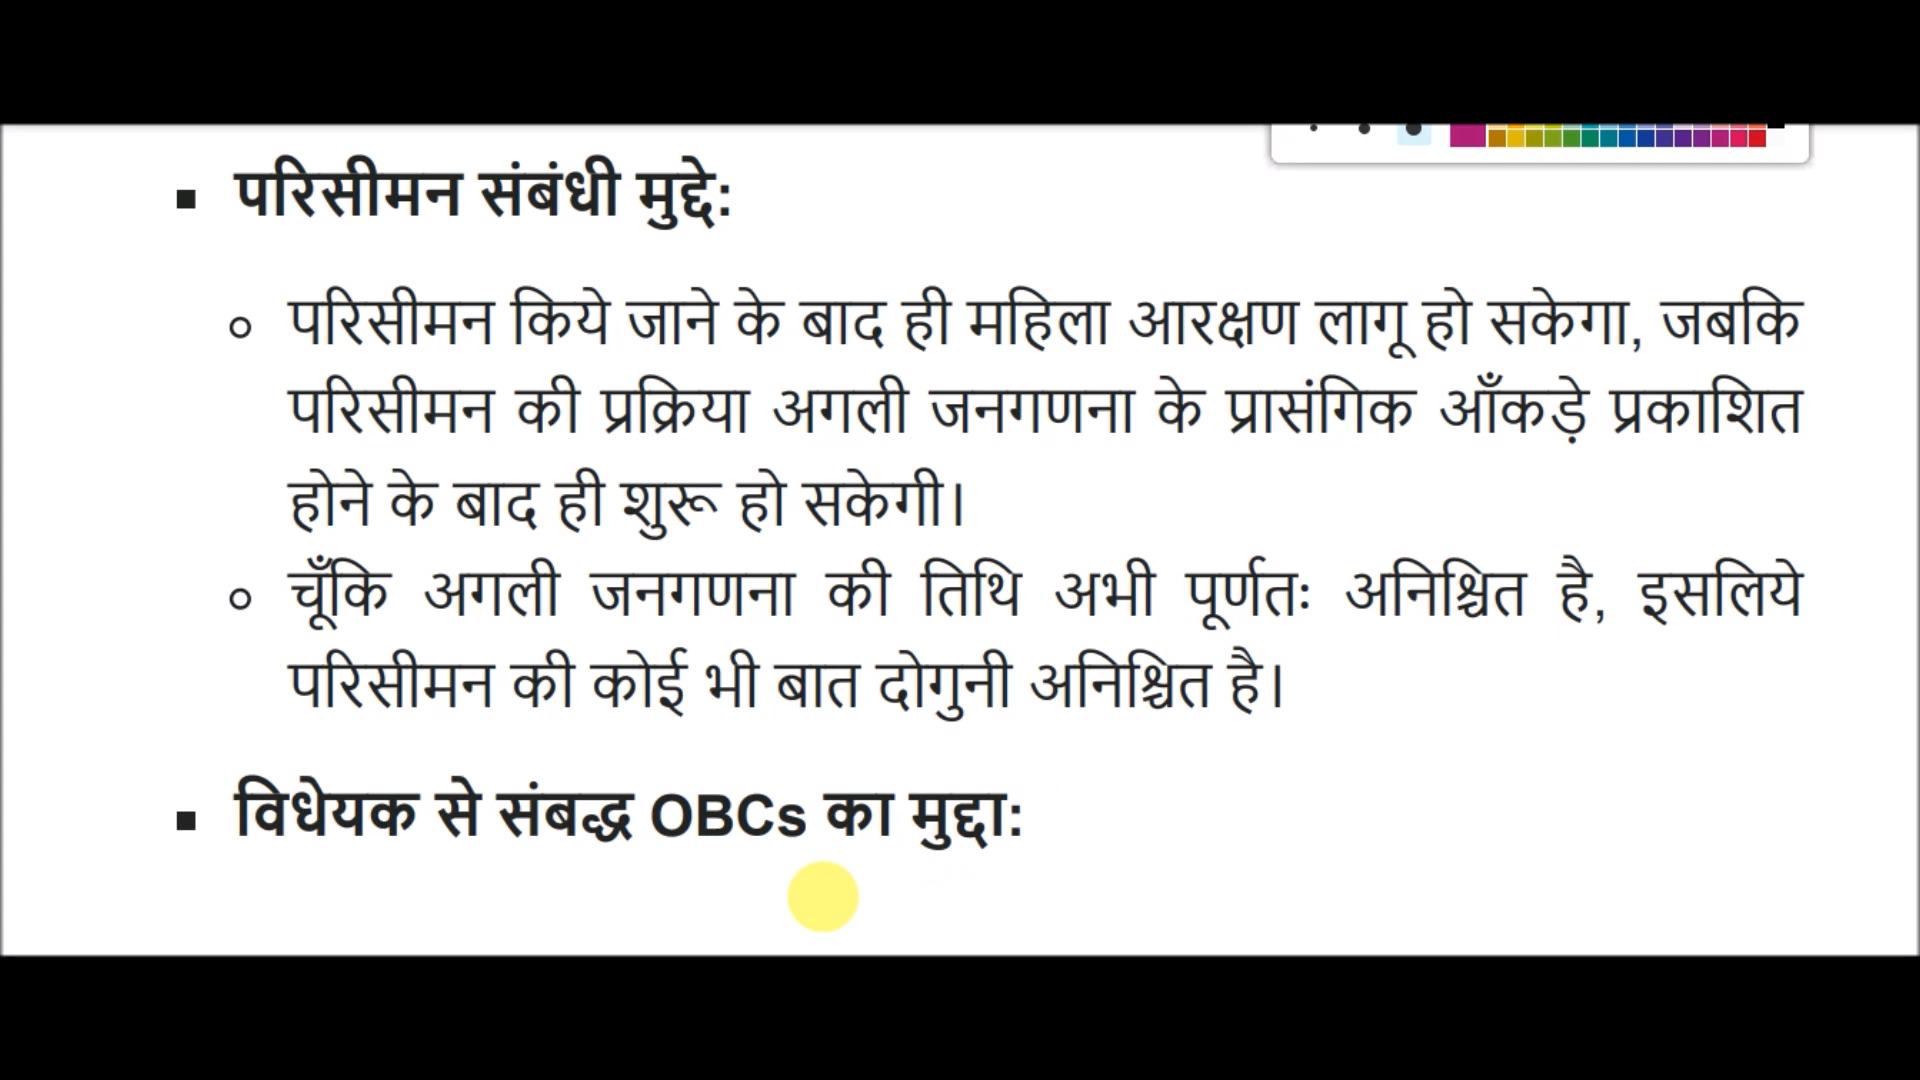 परिसीमन संबंधी मुद्दे:
परिसीमन किये जाने के बाद ही महिला आरक्षण लागू हो सकेगा, जबकि
परिसीमन की प्रक्रिया अगली जनगणना के प्रासंगिक आँकड़े प्रकाशित
होने के बाद ही शुरू हो सकेगी।
चूँकि अगली जनगणना की तिथि अभी पूर्णतः अनिश्चित है, इसलिये
परिसीमन की कोई भी बात दोगुनी अनिश्चित है।
विधेयक से संबद्ध OBCs का मुद्दा: